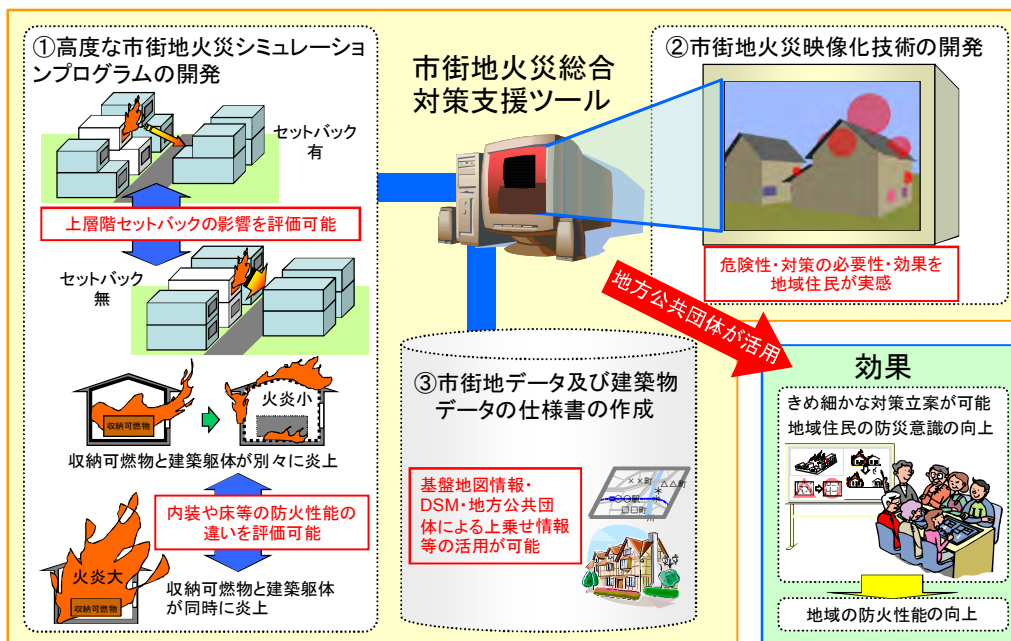 ①高度な市街地火災シミュレーショ
ンプログラムの開発
セットバック
有
上層階セットバックの影響を評価可能
セットバック
無
収納可燃物
火炎小
収納可燃物と建築躯体が別々に炎上
内装や床等の防火性能の
違いを評価可能
火炎大
収納可燃物
収納可燃物と建築躯体
が同時に炎上
市街地火災総合
対策支援ツール
②市街地火災映像化技術の開発
危険性・対策の必要性・効果を
地域住民が実感
地方公共団体が活用
③市街地データ及び建築物
データの仕様書の作成
基盤地図情報・
DSM・地方公共団
体による上乗せ情報
等の活用が可能
××町
△△町
□□町
効果
きめ細かな対策立案が可能
地域住民の防災意識の向上
地域の防火性能の向上